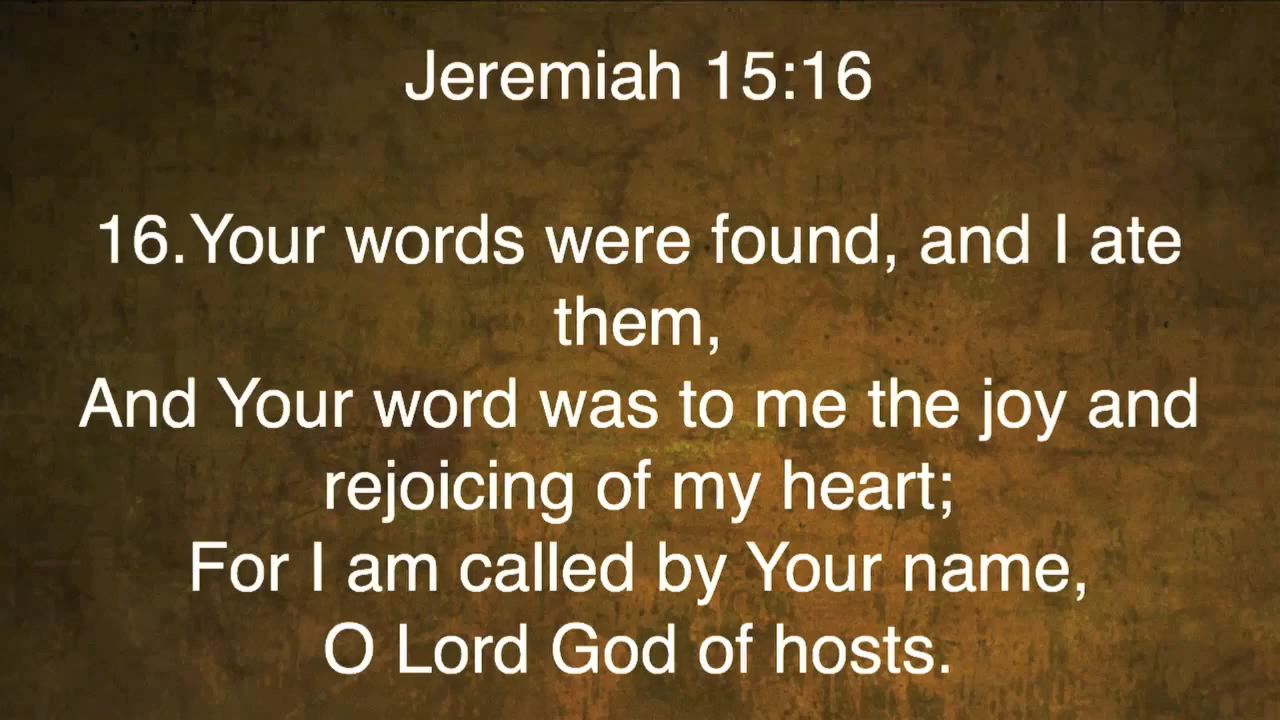 Jeremiah 15:16
16.Your words were found, and I ate
them,
And Your word was to me the joy and
rejoicing of my heart;
For I am called by Your name,
O Lord God of hosts.